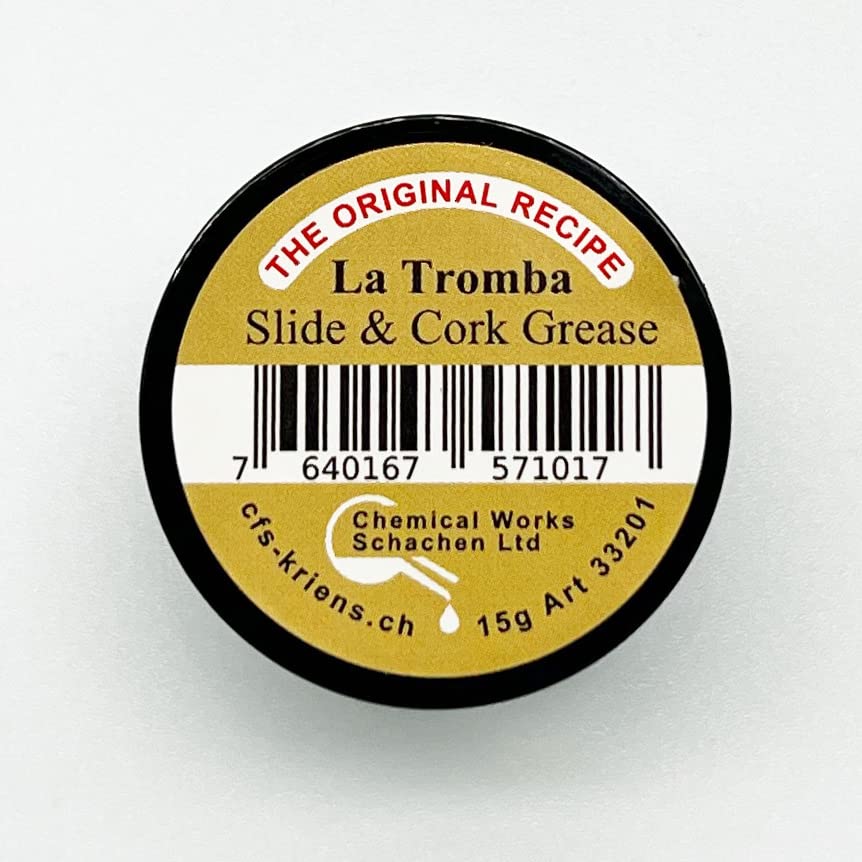 THE ORIGINAL RECIPE
La Tromba
Slide & Cork Grease
7 640167 571017
Chemical Works
Schachen Ltd
cfs-kriens.ch
15g Art 33201